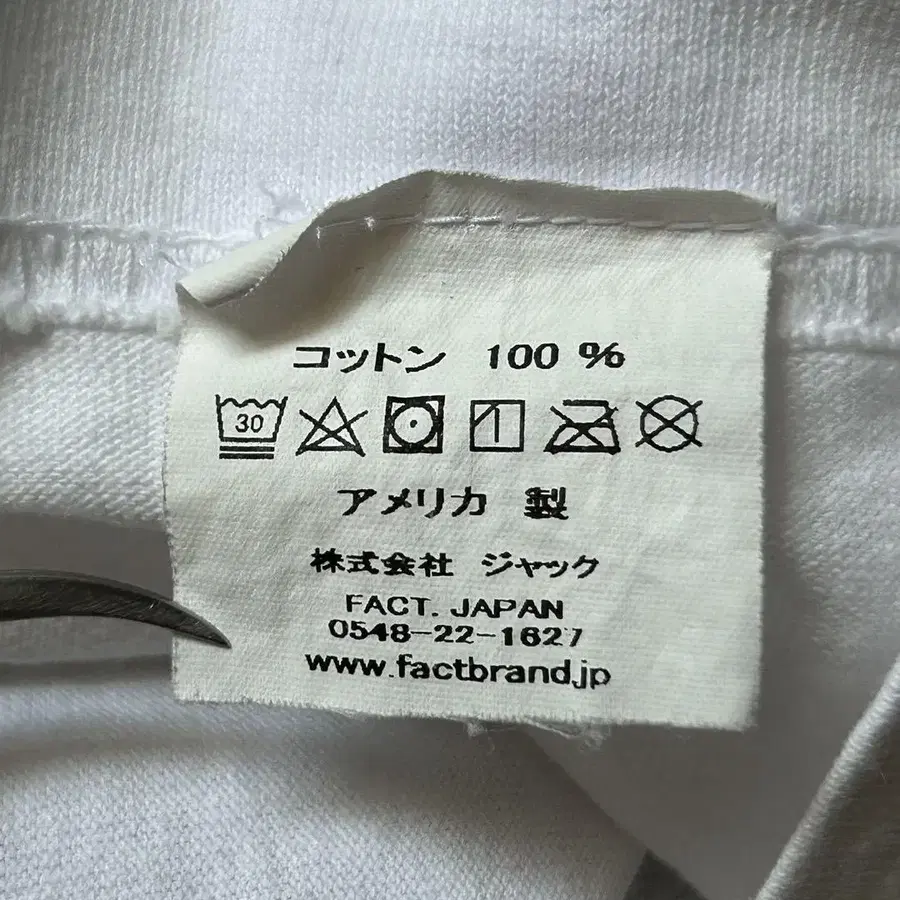 コットン 100 %
30
アメリカ 製
株式会社 ジャック
FACT. JAPAN
0548-22-1627
www.factbrand.jp